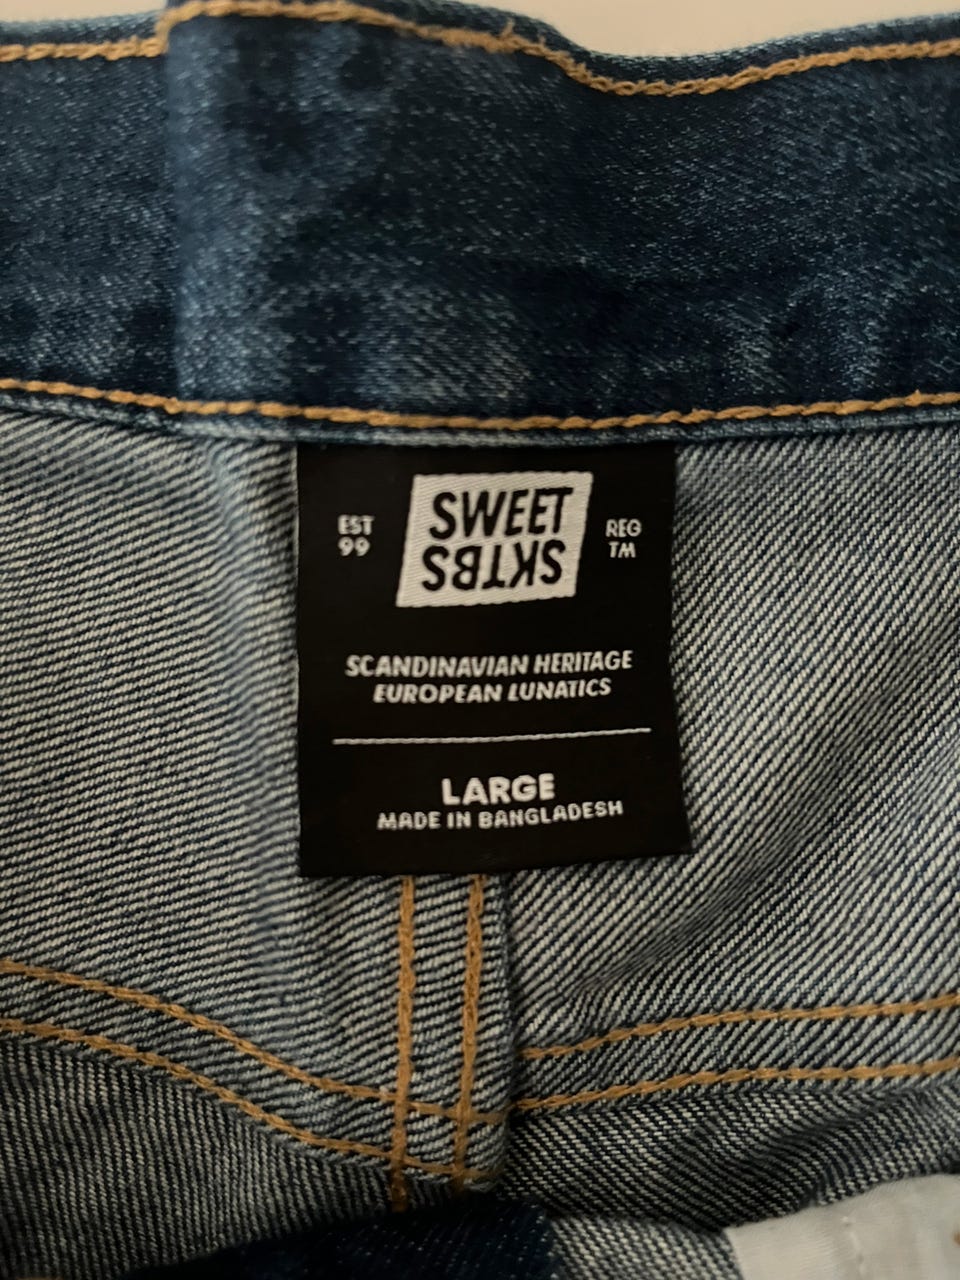 EST
99
SWEET
SKTBS
REG
TM
SCANDINAVIAN HERITAGE
EUROPEAN LUNATICS
LARGE
MADE IN BANGLADESH